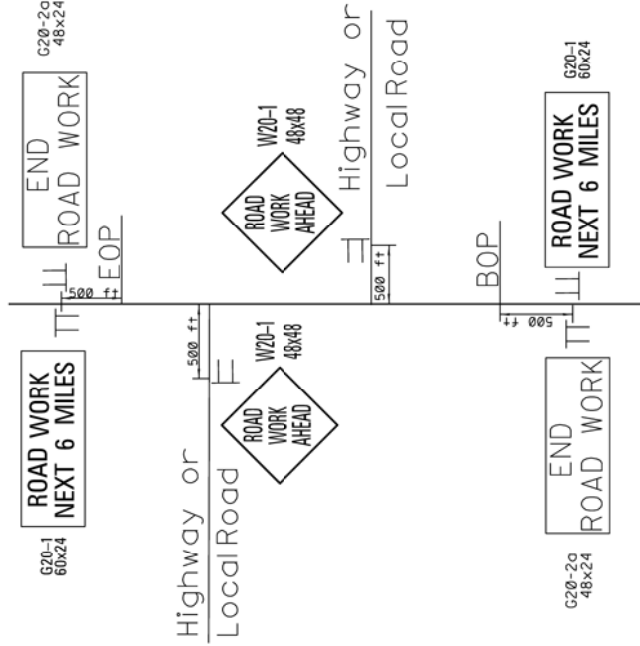 G20-2a
48x24
END
ROAD WORK
500 ft
EOP
ROAD WORK
NEXT 6 MILES
G20-1
60x24
W20-1
48x48
ROAD
WORK
AHEAD
Highway or
Local Road
500 ft
500 ft
W20-1
48x48
ROAD
WORK
AHEAD
Highway or
Local Road
BOP
500 ft
G20-1
60x24
ROAD WORK
NEXT 6 MILES
END
ROAD WORK
G20-2a
48x24